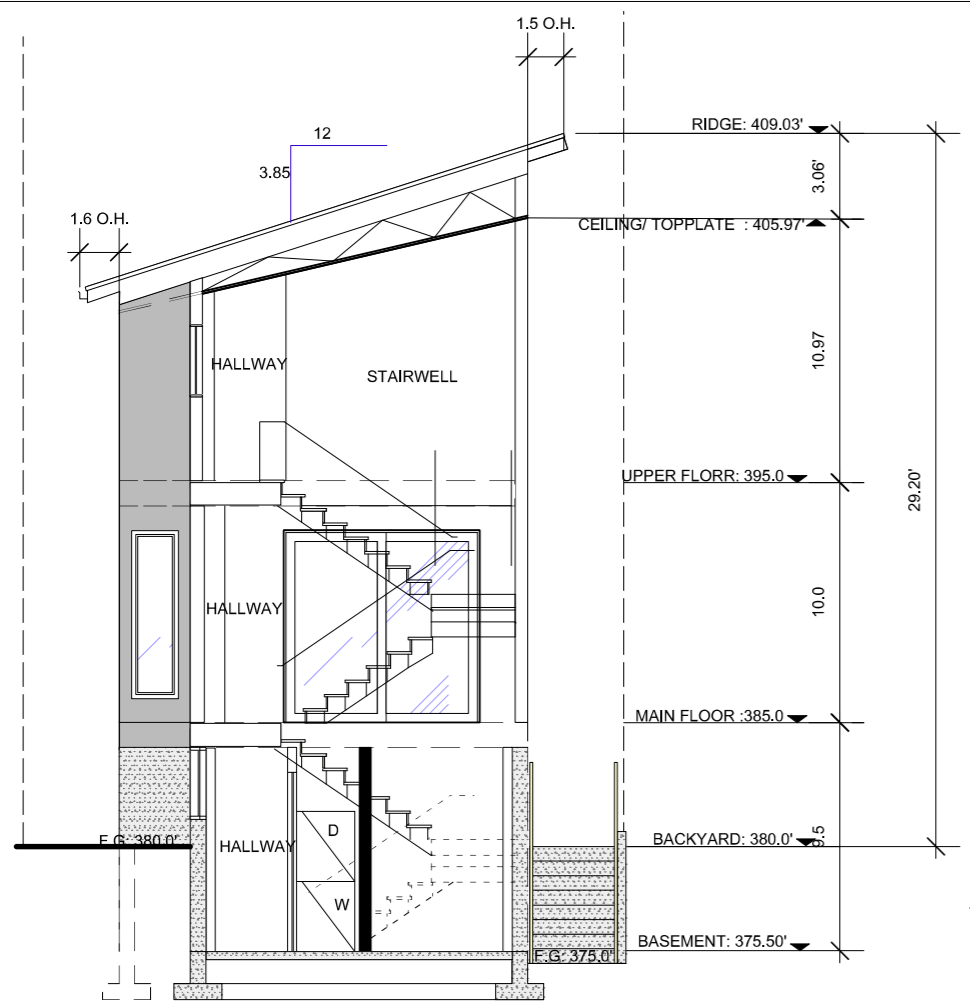 1.5 O.H.
RIDGE: 409.03'
12
3.85
3.06'
1.6 O.H.
CEILING/ TOPPLATE : 405.97'
HALLWAY
STAIRWELL
10.97
UPPER FLORR: 395.0
29.20'
HALLWAY
10.0
MAIN FLOOR :385.0
D
F.G: 380.0'
HALLWAY
BACKYARD: 380.0'
9.5
W
BASEMENT: 375.50'
F.G: 375.0'